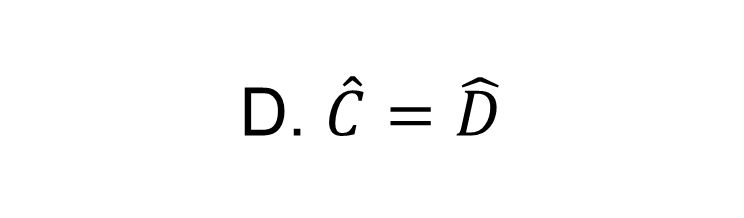 D. Ĉ = D̂